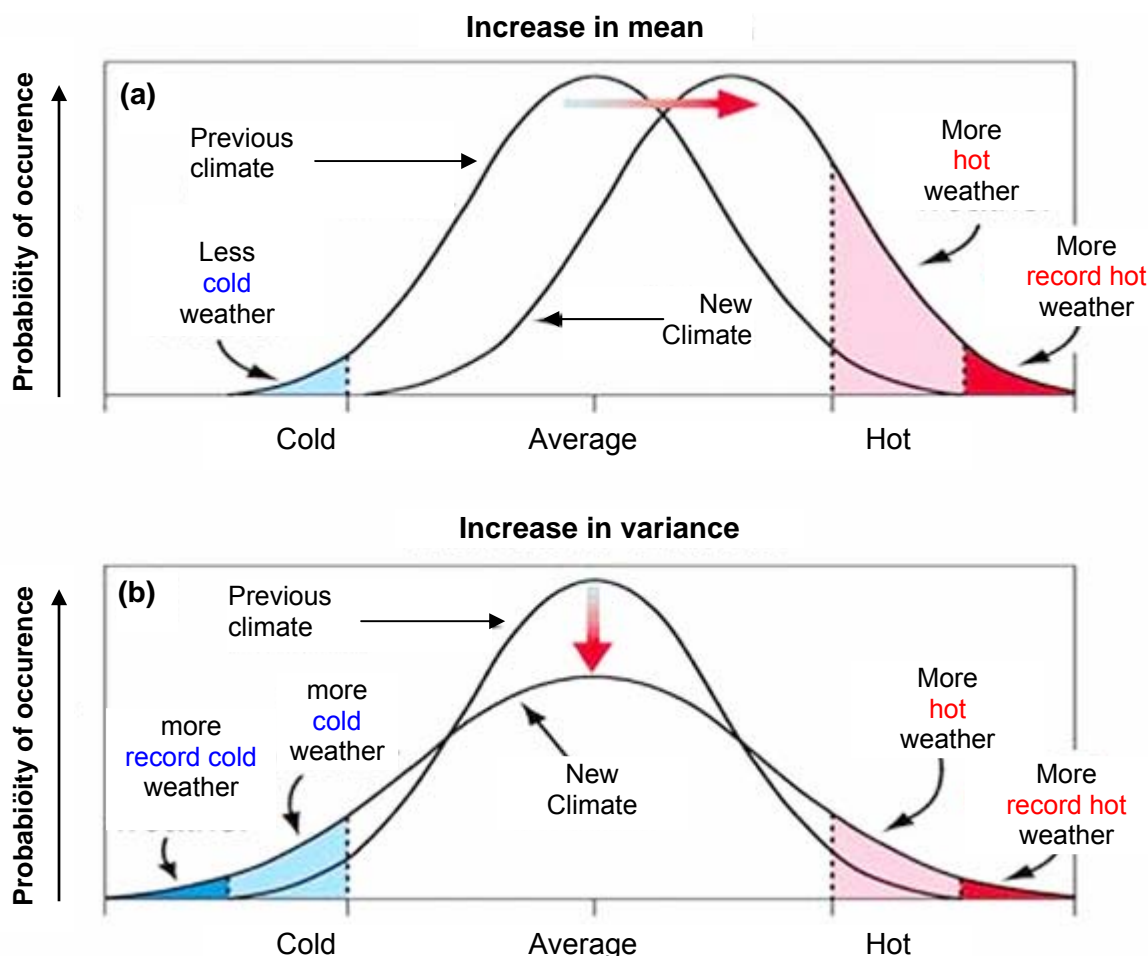 Increase in mean
(a)
Probabiöity of occurence
Previous
climate
Less
cold
weather
New
Climate
More
hot
weather
More
record hot
weather
Cold
Average
Hot
Increase in variance
(b)
Probabiöity of occurence
Previous
climate
more
record cold
weather
more
cold
weather
New
Climate
More
hot
weather
More
record hot
weather
Cold
Average
Hot